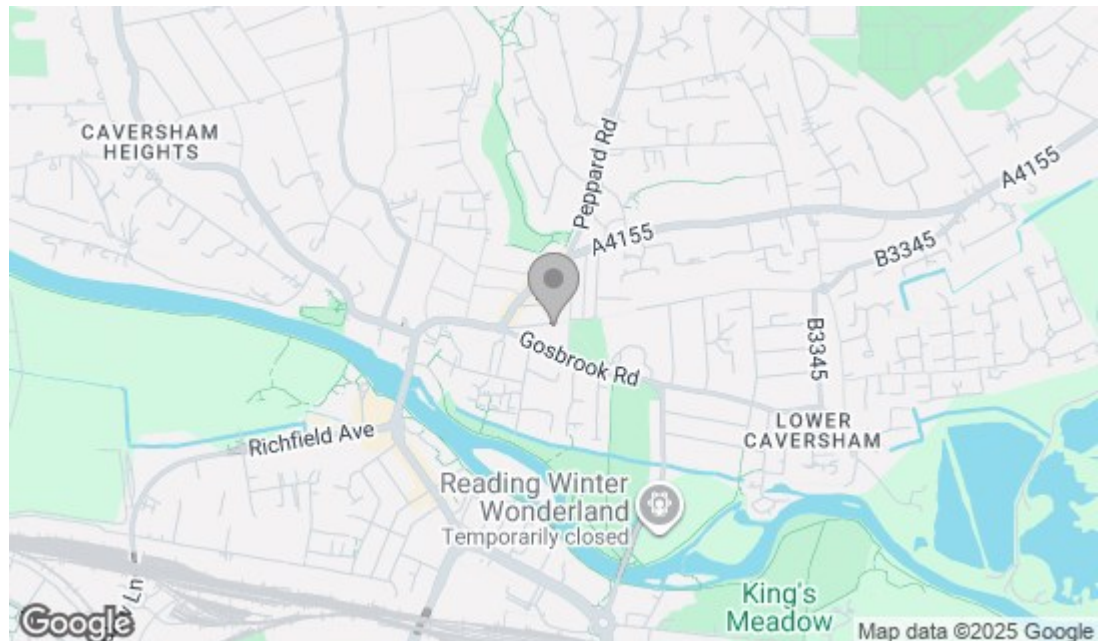 CAVERSHAM
HEIGHTS
Peppard Rd
A4155
A4155
B3345
B3345
Gosbrook Rd
LOWER
CAVERSHAM
Richfield Ave
Reading Winter
Wonderland
Temporarily closed
King's
Meadow
Ln
Google
Map data ©2025 Google